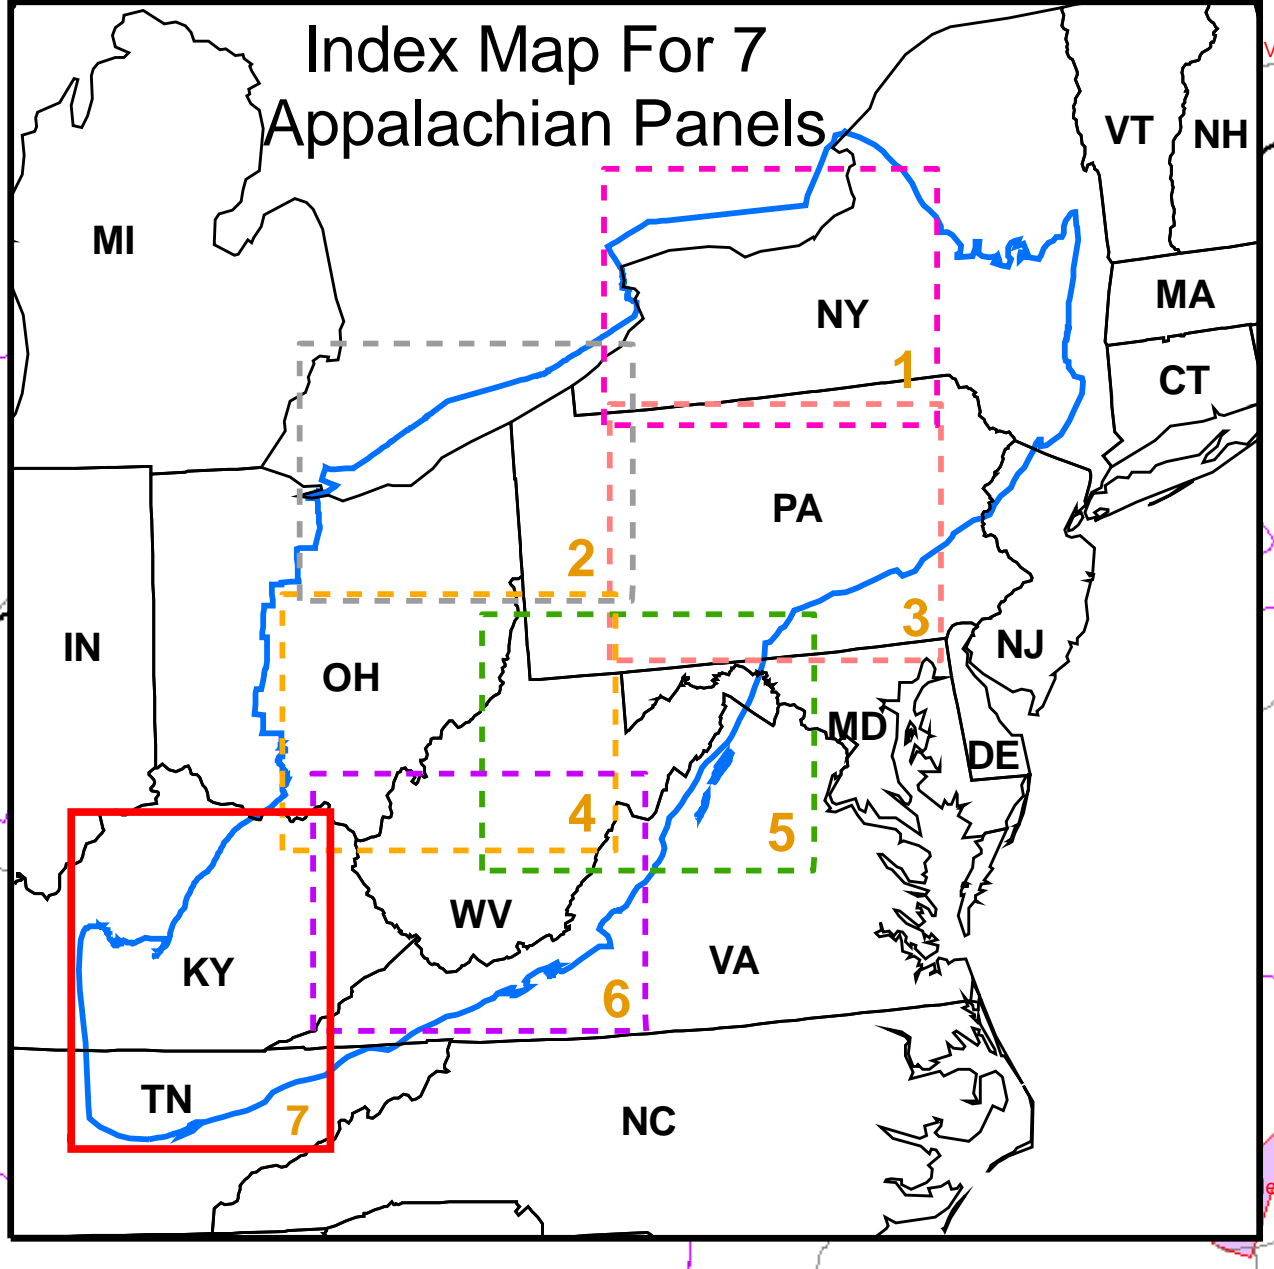 Index Map For 7
Appalachian Panels
VT
NH
MI
MA
NY
1
CT
PA
2
3
IN
NJ
OH
MD
DE
4
5
WV
VA
KY
6
TN
7
NC